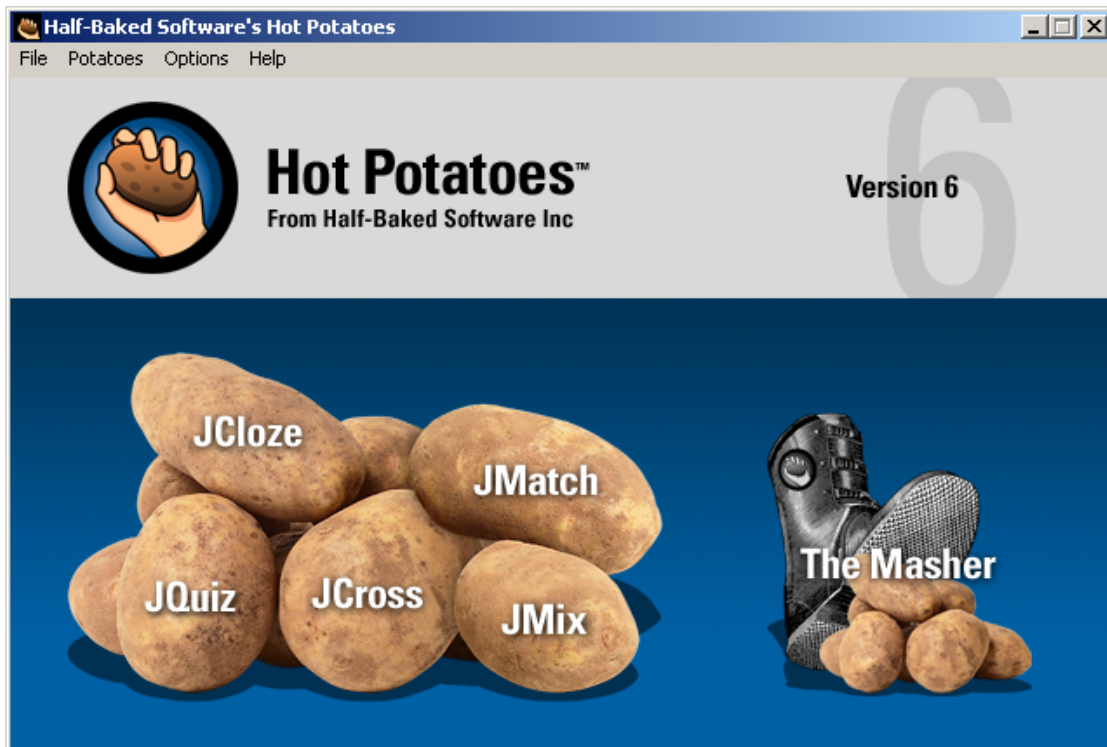 Half-Baked Software's Hot Potatoes
File Potatoes Options Help
Hot Potatoes™
From Half-Baked Software Inc
6
Version 6
JCloze
JMatch
JQuiz
JCross
JMix
The Masher